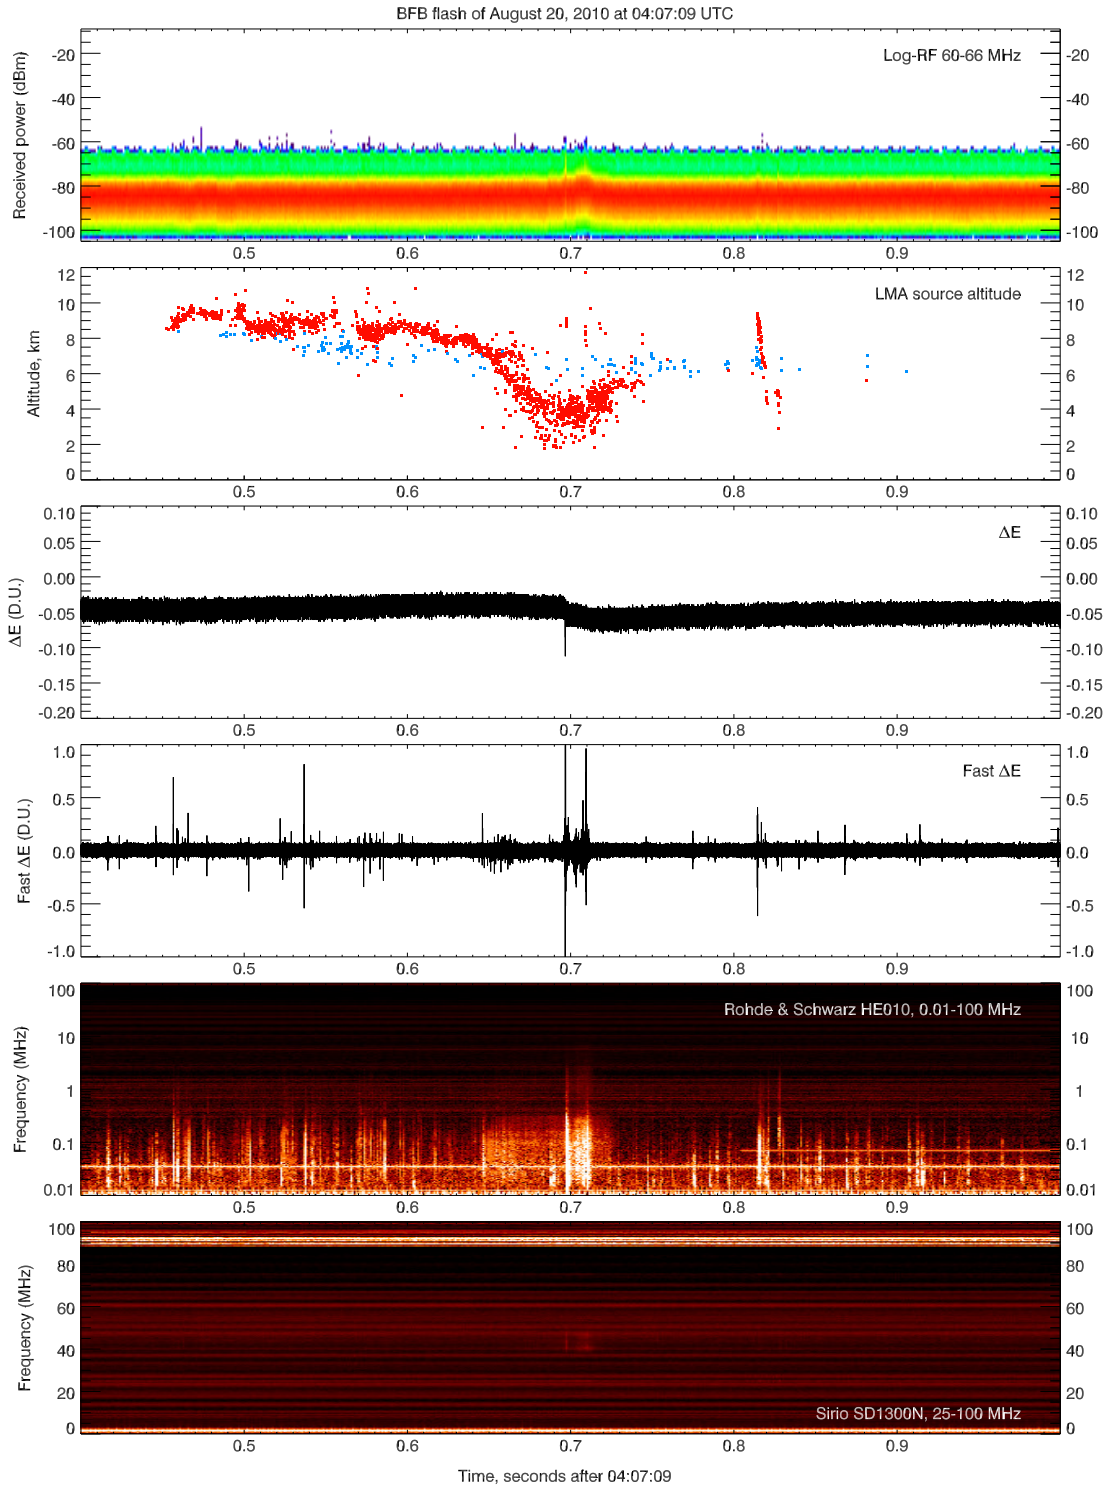 BFB flash of August 20, 2010 at 04:07:09 UTC
Log-RF 60-66 MHz
Received power (dBm)
-20 -20
-40 -40
-60 -60
-80 -80
-100 -100
0.5 0.6 0.7 0.8 0.9
LMA source altitude
Altitude, km
12 12
10 10
8 8
6 6
4 4
2 2
0 0
0.5 0.6 0.7 0.8 0.9
ΔE
ΔE (D.U.)
0.10 0.10
0.05 0.05
0.00 0.00
-0.05 -0.05
-0.10 -0.10
-0.15 -0.15
-0.20 -0.20
0.5 0.6 0.7 0.8 0.9
Fast ΔE
Fast ΔE (D.U.)
1.0 1.0
0.5 0.5
0.0 0.0
-0.5 -0.5
-1.0 -1.0
0.5 0.6 0.7 0.8 0.9
Rohde & Schwarz HE010, 0.01-100 MHz
Frequency (MHz)
100 100
10 10
1 1
0.1 0.1
0.01 0.01
0.5 0.6 0.7 0.8 0.9
Frequency (MHz)
100 100
80 80
60 60
40 40
20 20
0 0
Sirio SD1300N, 25-100 MHz
0.5 0.6 0.7 0.8 0.9
Time, seconds after 04:07:09